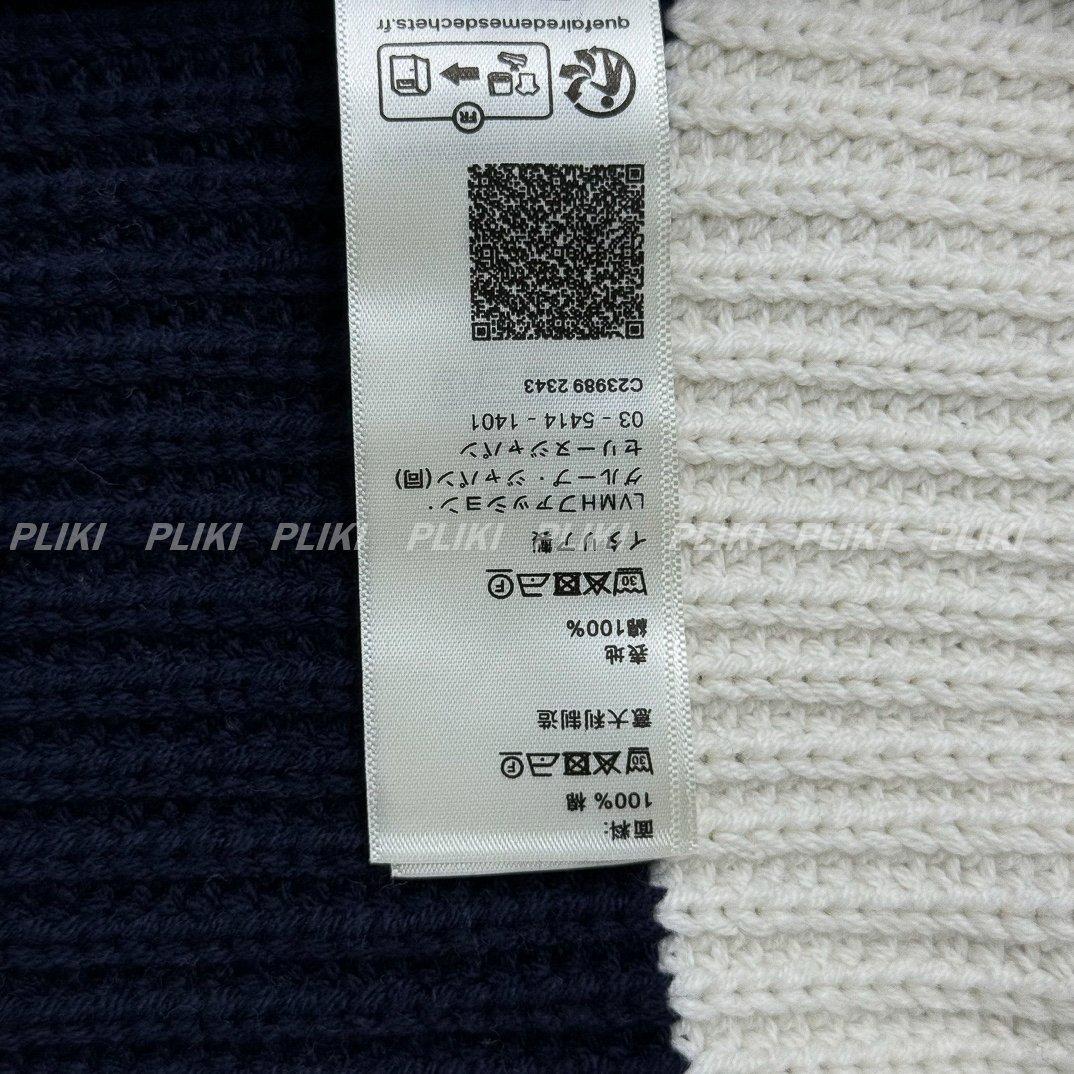 面料:
100% 棉
30 F
意大利制造
表地
綿100%
30 F
イタリア製
LVMHファッション・
グループ・ジャパン(同)
セリーヌジャパン
03 - 5414 - 1401
C23989 2343
FR
quefairedemesdechets.fr
PLIKI PLIKI PLIKI PLIKI PLIKI PLIKI PLIKI PLIKI